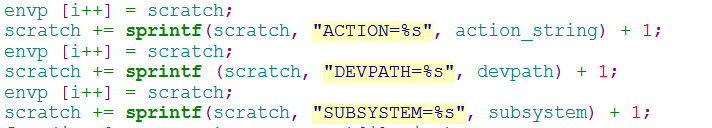 envp [i++] = scratch;
scratch += sprintf(scratch, "ACTION=%s", action_string) + 1;
envp [i++] = scratch;
scratch += sprintf (scratch, "DEVPATH=%s", devpath) + 1;
envp [i++] = scratch;
scratch += sprintf(scratch, "SUBSYSTEM=%s", subsystem) + 1;